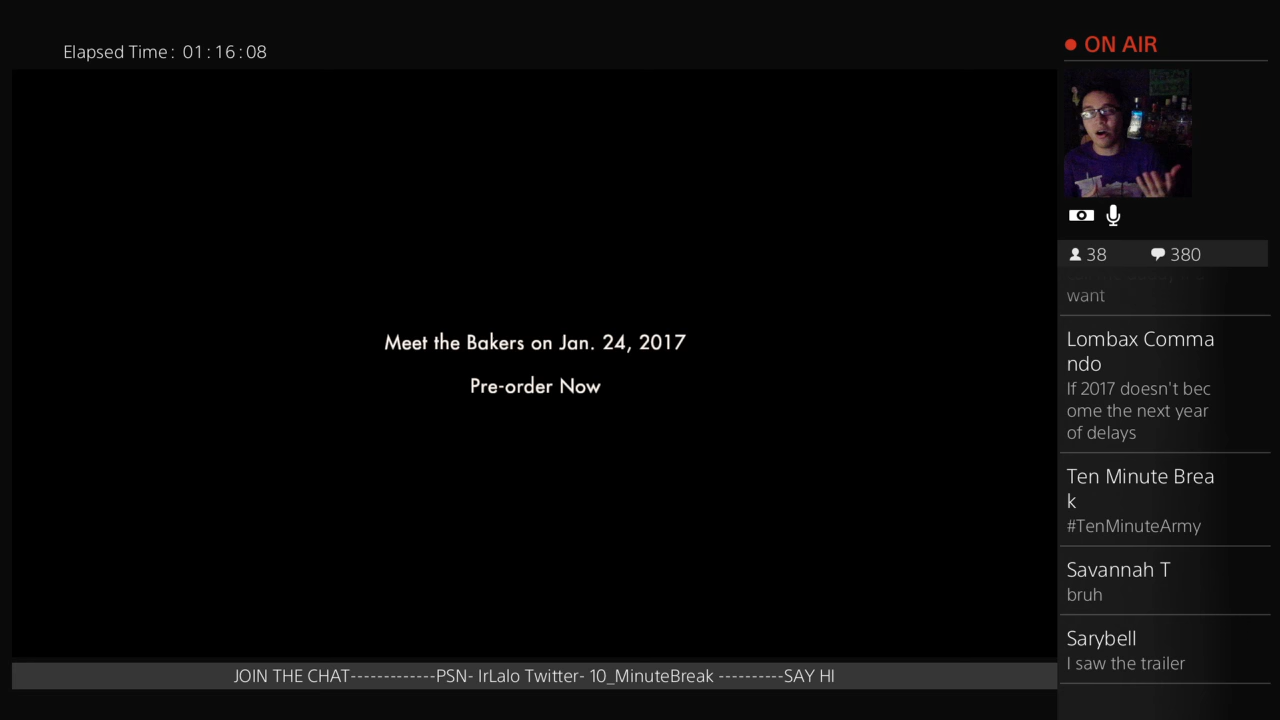 Elapsed Time: 01:16:08
ON AIR
38 380
want
Lombax Comma
ndo
If 2017 doesn't bec
ome the next year
of delays
Ten Minute Brea
k
#TenMinuteArmy
Savannah T
bruh
Sarybell
I saw the trailer
Meet the Bakers on Jan. 24, 2017
Pre-order Now
JOIN THE CHAT-------------PSN- IrLalo Twitter- 10_MinuteBreak ----------SAY HI